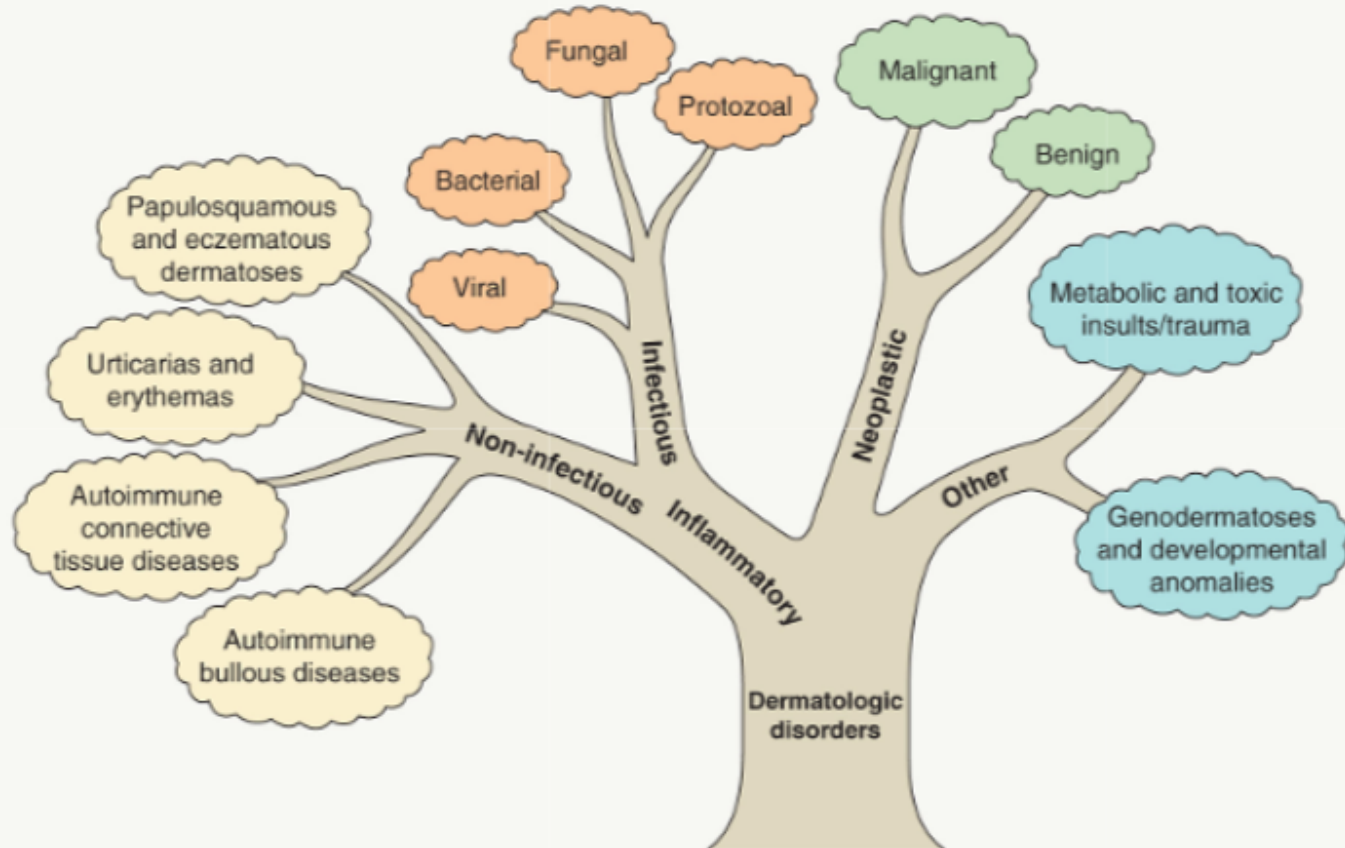 Fungal
Protozoal
Malignant
Benign
Bacterial
Viral
Papulosquamous
and eczematous
dermatoses
Urticarias and
erythemas
Autoimmune
connective
tissue diseases
Autoimmune
bullous diseases
Metabolic and toxic
insults/trauma
Genodermatoses
and developmental
anomalies
Infectious
Non-infectious
Inflammatory
Neoplastic
Other
Dermatologic
disorders